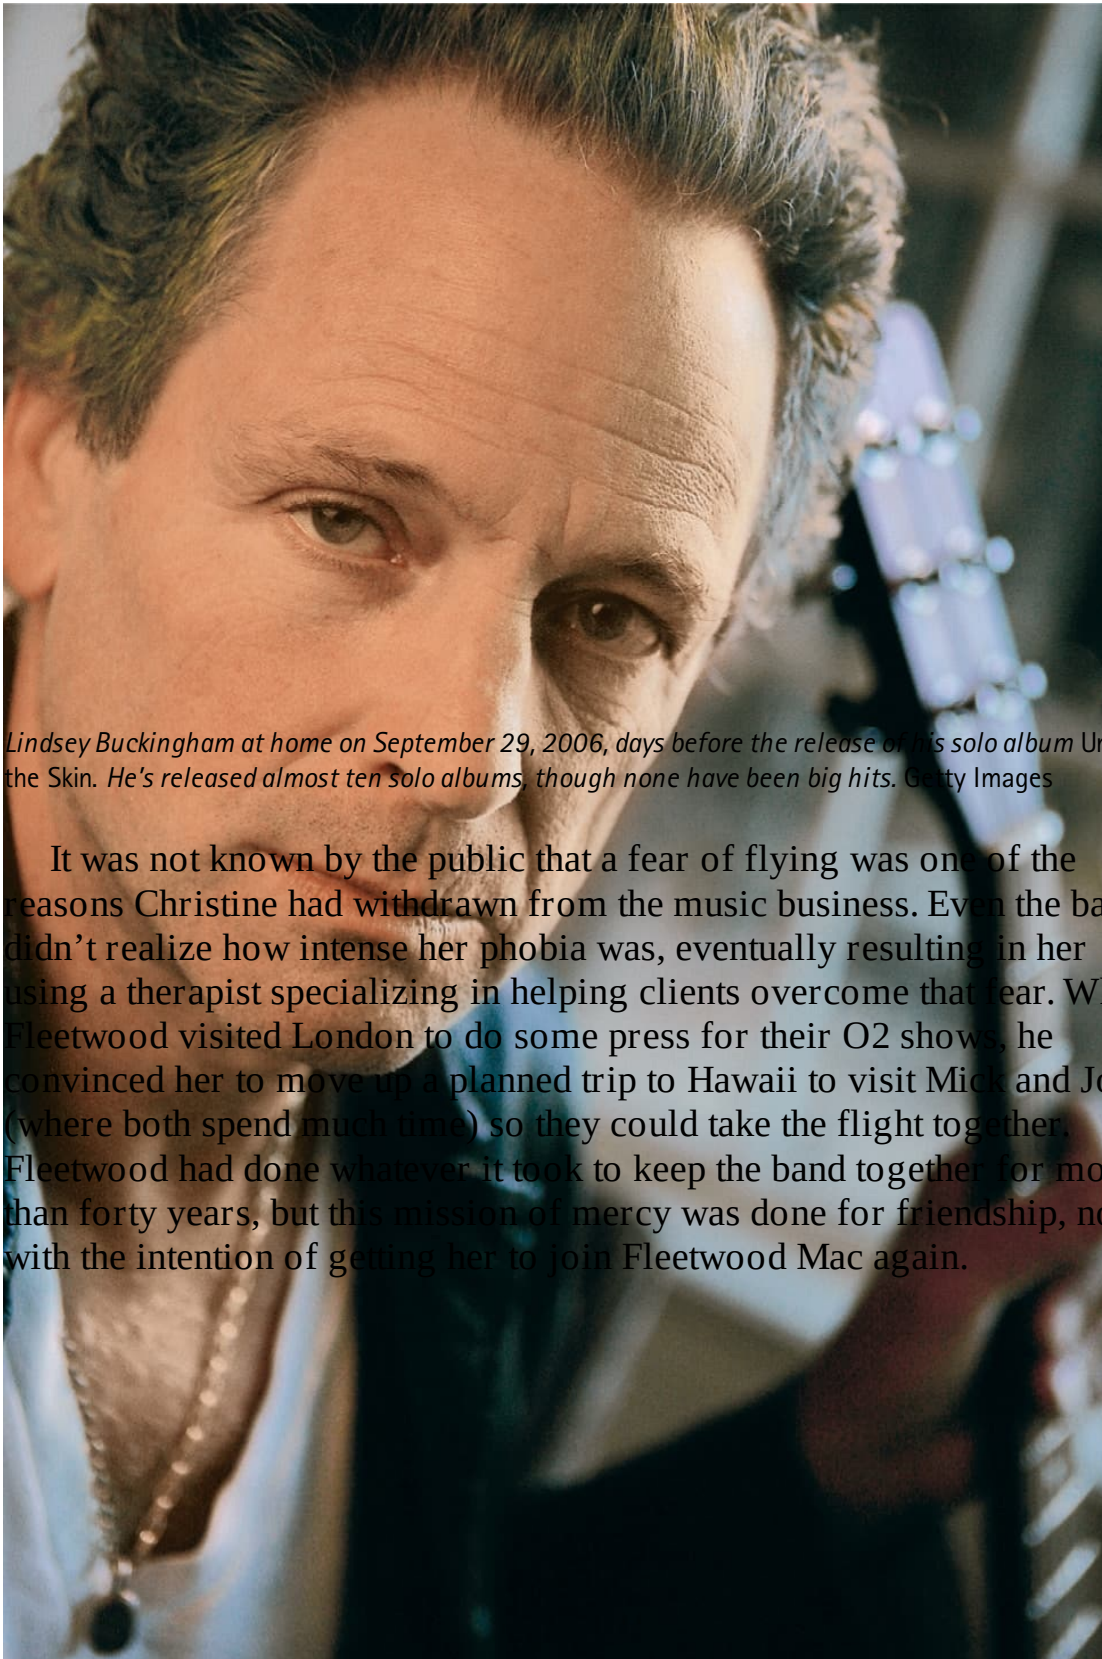 Lindsey Buckingham at home on September 29, 2006, days before the release of his solo album Un
the Skin. He's released almost ten solo albums, though none have been big hits. Getty Images
It was not known by the public that a fear of flying was one of the
reasons Christine had withdrawn from the music business. Even the ba
didn’t realize how intense her phobia was, eventually resulting in her
using a therapist specializing in helping clients overcome that fear. Wh
Fleetwood visited London to do some press for their O2 shows, he
convinced her to move up a planned trip to Hawaii to visit Mick and Jo
(where both spend much time) so they could take the flight together.
Fleetwood had done whatever it took to keep the band together for mo
than forty years, but this mission of mercy was done for friendship, no
with the intention of getting her to join Fleetwood Mac again.